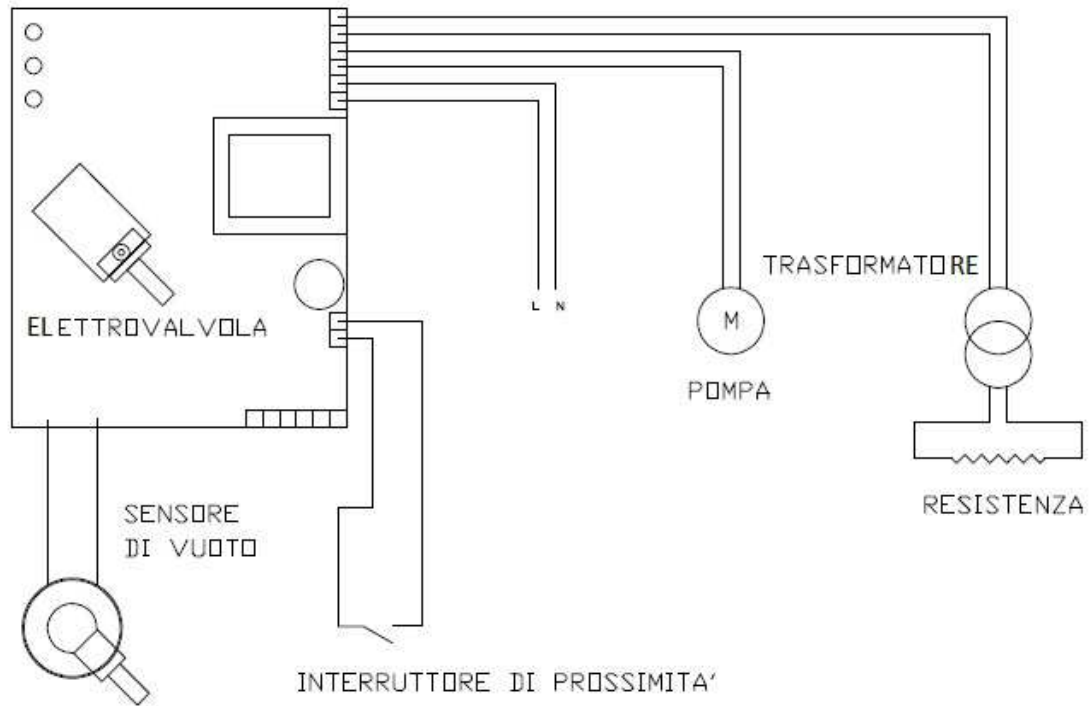 TRASFORMATORE
L N
M
ELETTROVALVOLA
POMPA
RESISTENZA
SENSORE
DI VUOTO
INTERRUTTORE DI PROSSIMITA'